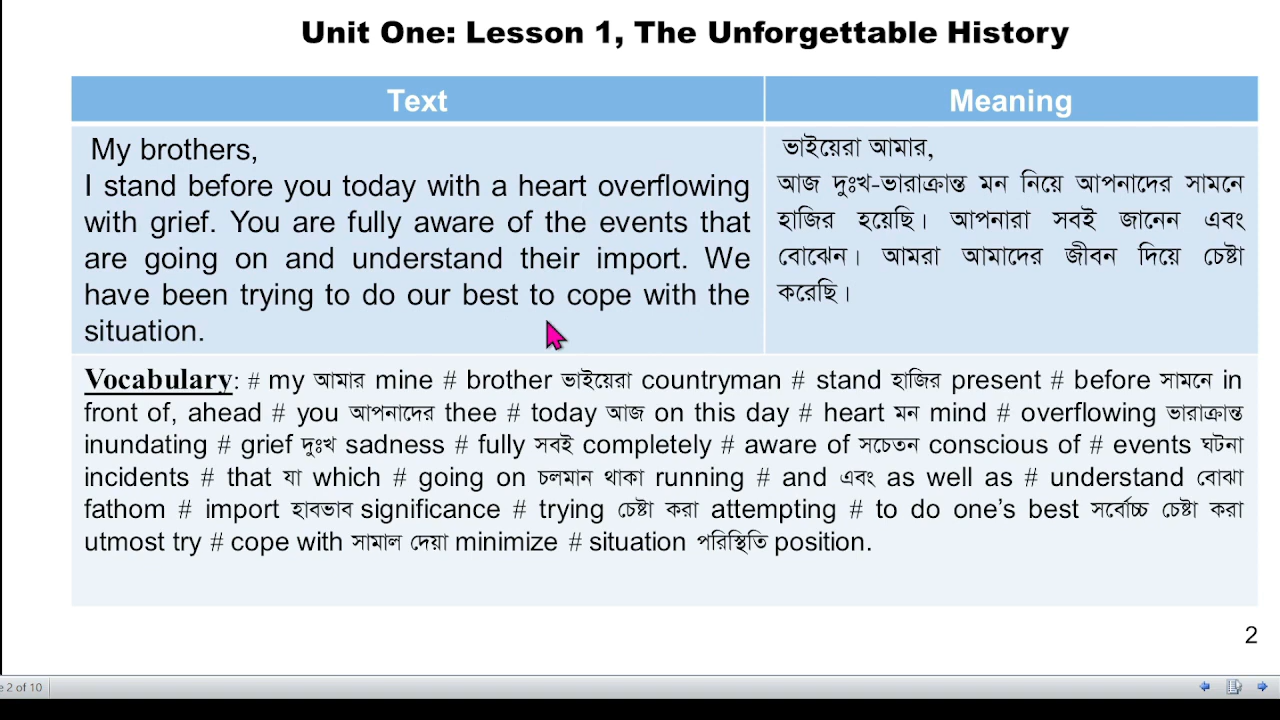 Unit One: Lesson 1, The Unforgettable History
Text
Meaning
My brothers,
I stand before you today with a heart overflowing
with grief. You are fully aware of the events that
are going on and understand their import. We
have been trying to do our best to cope with the
situation.
ভাইয়েরা আমার,
আজ দুঃখ-ভারাক্রান্ত মন নিয়ে আপনাদের সামনে
হাজির হয়েছি। আপনারা সবই জানেন এবং
বোঝেন। আমরা আমাদের জীবন দিয়ে চেষ্টা
করেছি।
Vocabulary: # my আমার mine # brother ভাইয়েরা countryman # stand হাজির present # before সামনে in
front of, ahead # you আপনাদের thee # today আজ on this day # heart মন mind # overflowing ভারাক্রান্ত
inundating # grief দুঃখ sadness # fully সবই completely # aware of সচেতন conscious of # events ঘটনা
incidents # that যা which # going on চলমান থাকা running # and এবং as well as # understand বোঝা
fathom # import হাবভাব significance # trying চেষ্টা করা attempting # to do one’s best সর্বোচ্চ চেষ্টা করা
utmost try # cope with সামাল দেয়া minimize # situation পরিস্থিতি position.
2
e 2 of 10